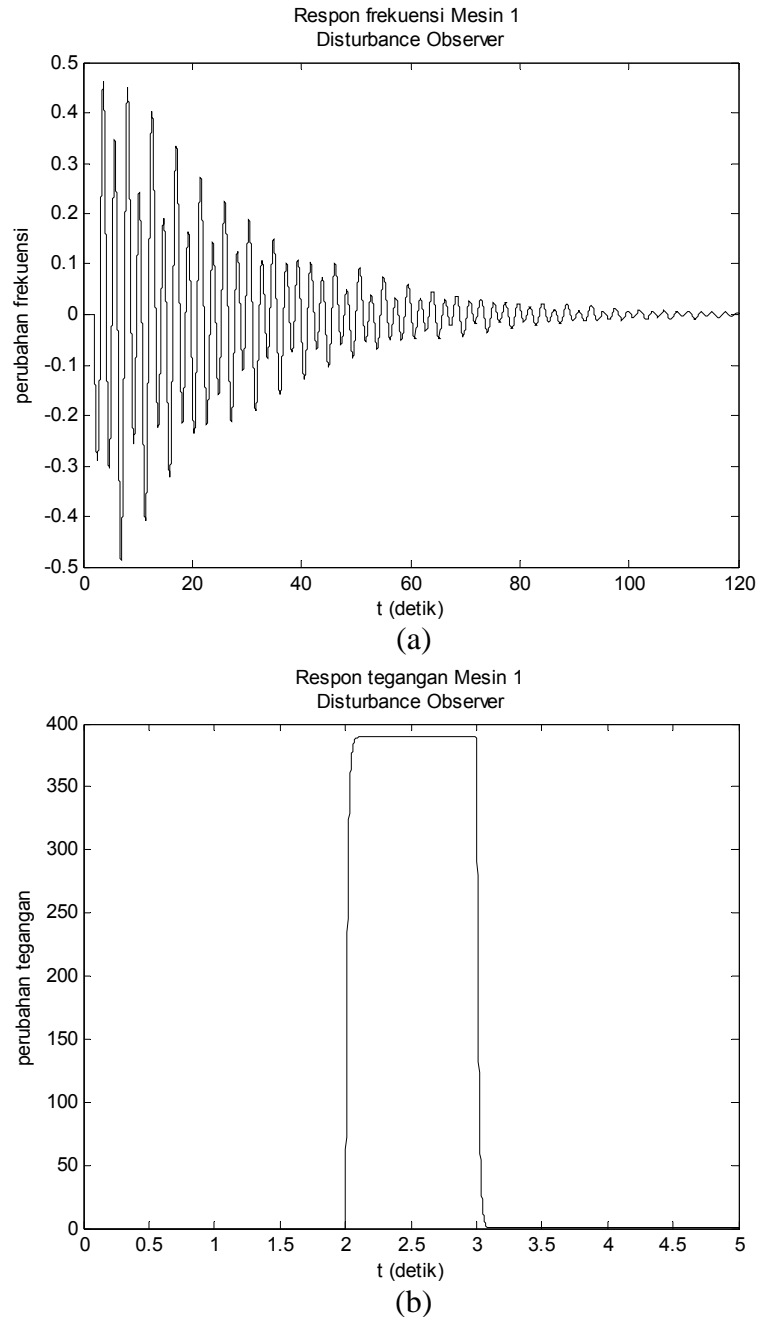 Respon frekuensi Mesin 1
Disturbance Observer
0.5
0.4
0.3
0.2
0.1
0
-0.1
-0.2
-0.3
-0.4
-0.5
perubahan frekuensi
0 20 40 60 80 100 120
t (detik)
(a)
Respon tegangan Mesin 1
Disturbance Observer
400
350
300
250
200
150
100
50
0
perubahan tegangan
0 0.5 1 1.5 2 2.5 3 3.5 4 4.5 5
t (detik)
(b)